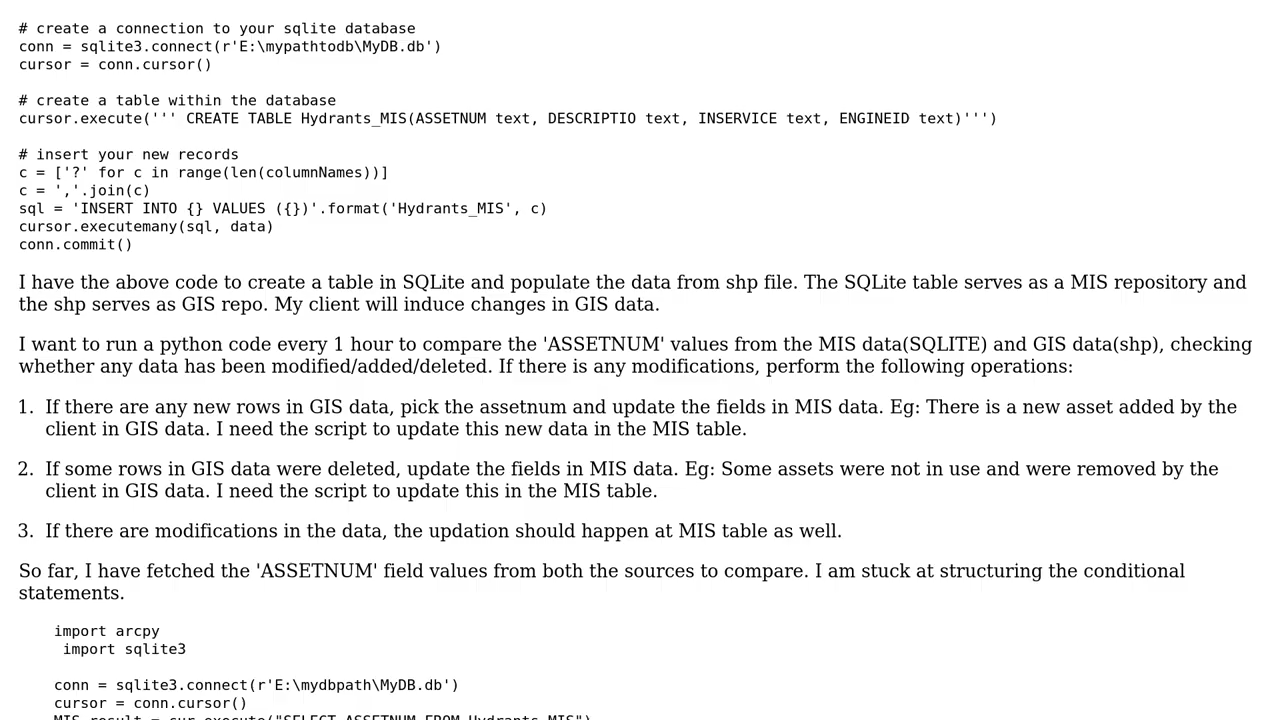 # create a connection to your sqlite database
conn = sqlite3.connect(r'E:\mypathtodb\MyDB.db')
cursor = conn.cursor()
# create a table within the database
cursor.execute(''' CREATE TABLE Hydrants_MIS(ASSETNUM text, DESCRIPTIO text, INSERVICE text, ENGINEID text)''')
# insert your new records
c = ['?' for c in range(len(columnNames))]
c = ','.join(c)
sql = 'INSERT INTO {} VALUES ({})'.format('Hydrants_MIS', c)
cursor.executemany(sql, data)
conn.commit()
I have the above code to create a table in SQLite and populate the data from shp file. The SQLite table serves as a MIS repository and
the shp serves as GIS repo. My client will induce changes in GIS data.
I want to run a python code every 1 hour to compare the 'ASSETNUM' values from the MIS data(SQLITE) and GIS data(shp), checking
whether any data has been modified/added/deleted. If there is any modifications, perform the following operations:
1. If there are any new rows in GIS data, pick the assetnum and update the fields in MIS data. Eg: There is a new asset added by the
client in GIS data. I need the script to update this new data in the MIS table.
2. If some rows in GIS data were deleted, update the fields in MIS data. Eg: Some assets were not in use and were removed by the
client in GIS data. I need the script to update this in the MIS table.
3. If there are modifications in the data, the updation should happen at MIS table as well.
So far, I have fetched the 'ASSETNUM' field values from both the sources to compare. I am stuck at structuring the conditional
statements.
import arcpy
import sqlite3
conn = sqlite3.connect(r'E:\mydbpath\MyDB.db')
cursor = conn.cursor()
MIS_result = cur.execute("SELECT ASSETNUM FROM Hydrants_MIS")